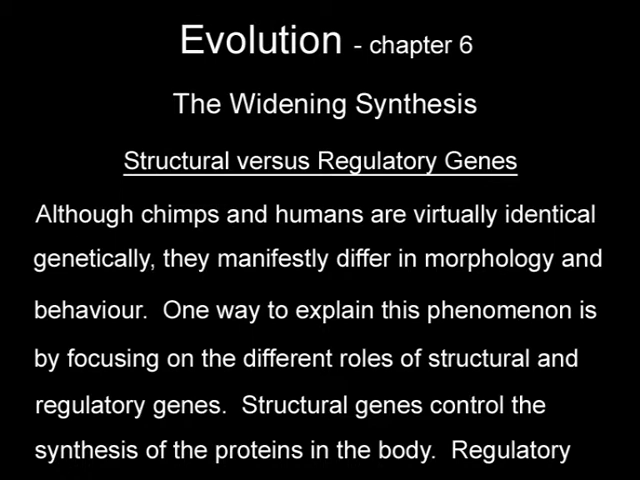 Evolution - chapter 6
The Widening Synthesis
Structural versus Regulatory Genes
Although chimps and humans are virtually identical
genetically, they manifestly differ in morphology and
behaviour.  One way to explain this phenomenon is
by focusing on the different roles of structural and
regulatory genes.  Structural genes control the
synthesis of the proteins in the body.  Regulatory